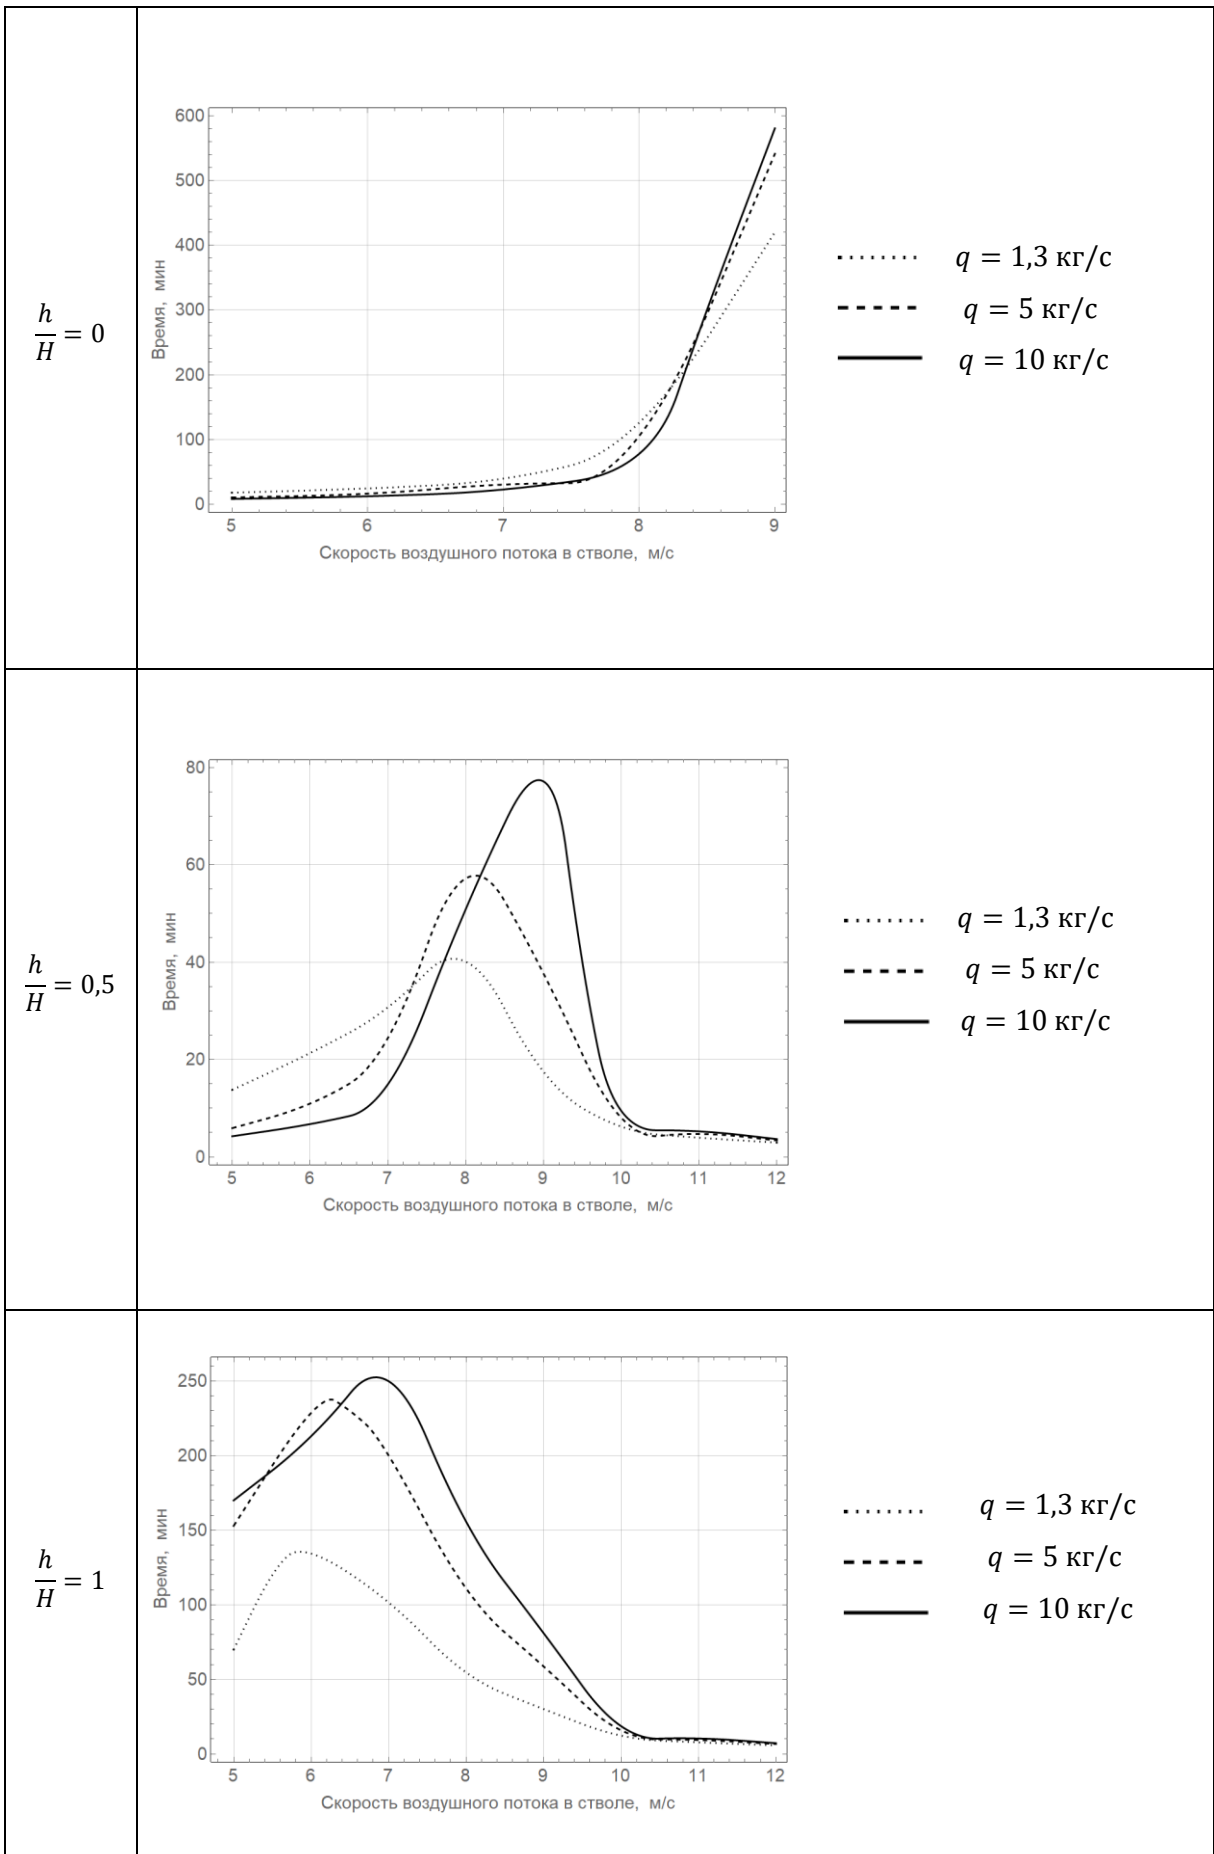 h/H = 0
600
500
400
300
200
100
0
Время, мин
5 6 7 8 9
Скорость воздушного потока в стволе, м/с
q = 1,3 кг/с
q = 5 кг/с
q = 10 кг/с
h/H = 0,5
80
60
40
20
0
Время, мин
5 6 7 8 9 10 11 12
Скорость воздушного потока в стволе, м/с
q = 1,3 кг/с
q = 5 кг/с
q = 10 кг/с
h/H = 1
250
200
150
100
50
0
Время, мин
5 6 7 8 9 10 11 12
Скорость воздушного потока в стволе, м/с
q = 1,3 кг/с
q = 5 кг/с
q = 10 кг/с